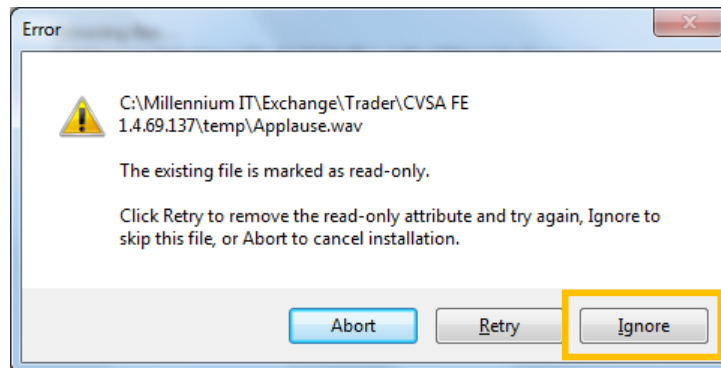 Error
C:\Millennium IT\Exchange\Trader\CVSA FE
1.4.69.137\temp\Applause.wav
The existing file is marked as read-only.
Click Retry to remove the read-only attribute and try again, Ignore to
skip this file, or Abort to cancel installation.
Abort
Retry
Ignore